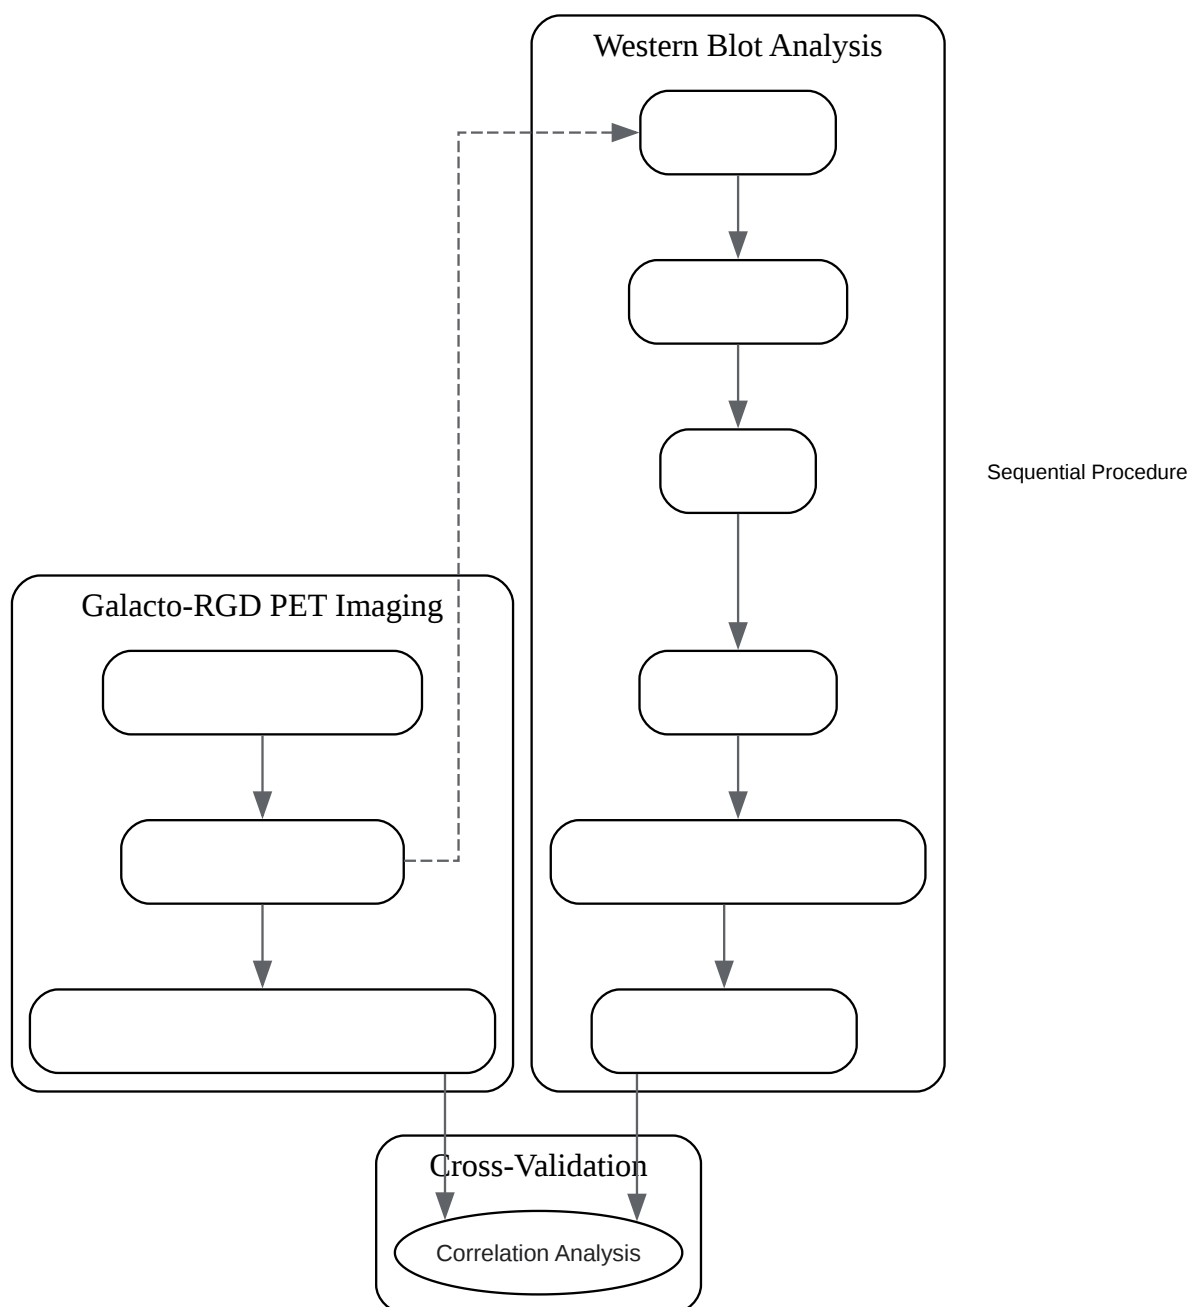 Western Blot Analysis
Sequential Procedure
Galacto-RGD PET Imaging
Cross-Validation
Correlation Analysis